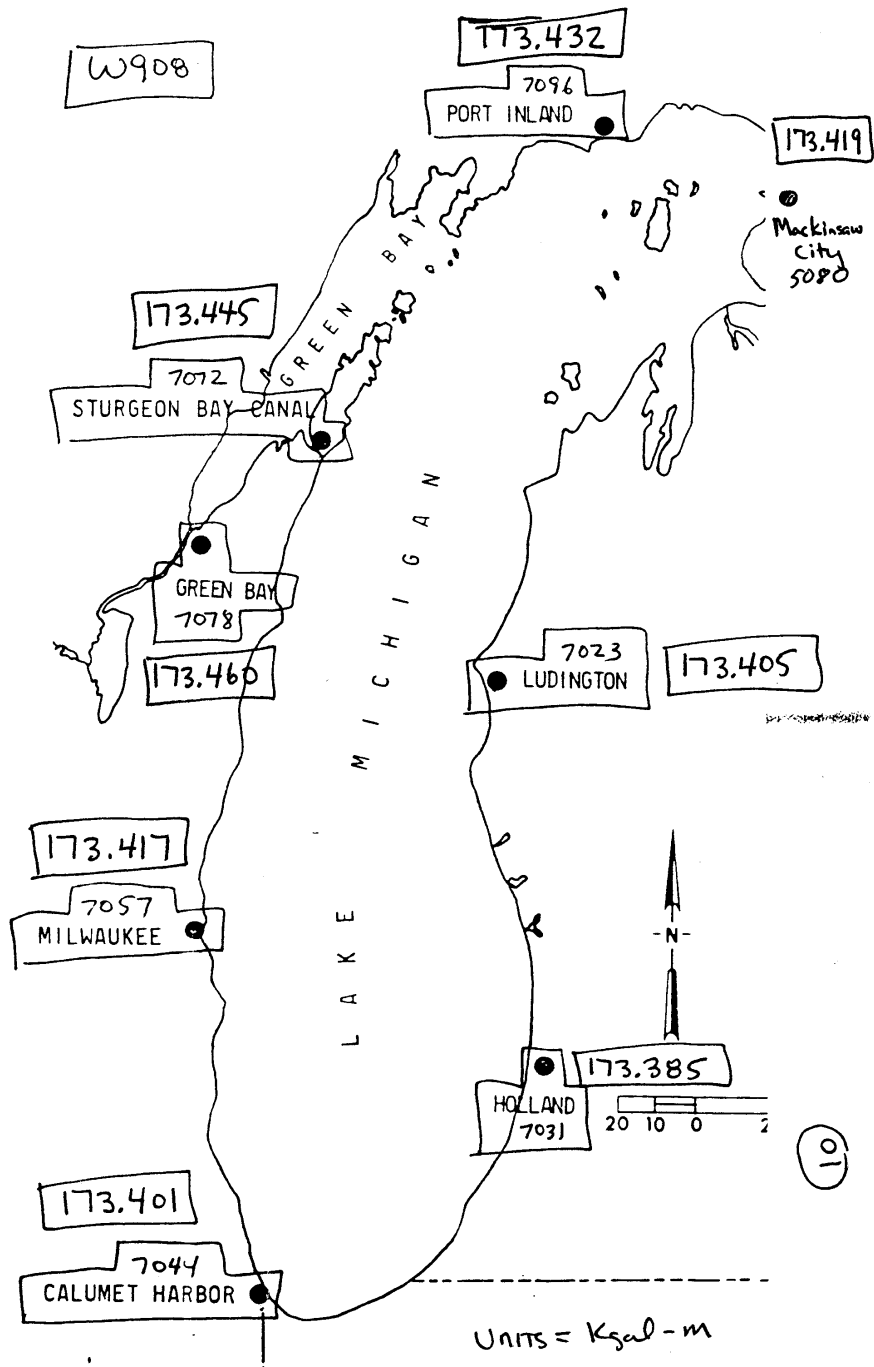 W908
173.432
7096
PORT INLAND
173.419
Mackinsaw
City
5080
GREEN BAY
173.445
7072
STURGEON BAY CANAL
GREEN BAY
7078
173.460
LAKE MICHIGAN
7023
LUDINGTON
173.405
173.417
7057
MILWAUKEE
-N-
173.385
HOLLAND
7031
20 10 0 2
10
173.401
7044
CALUMET HARBOR
UNITS = Kgal-m